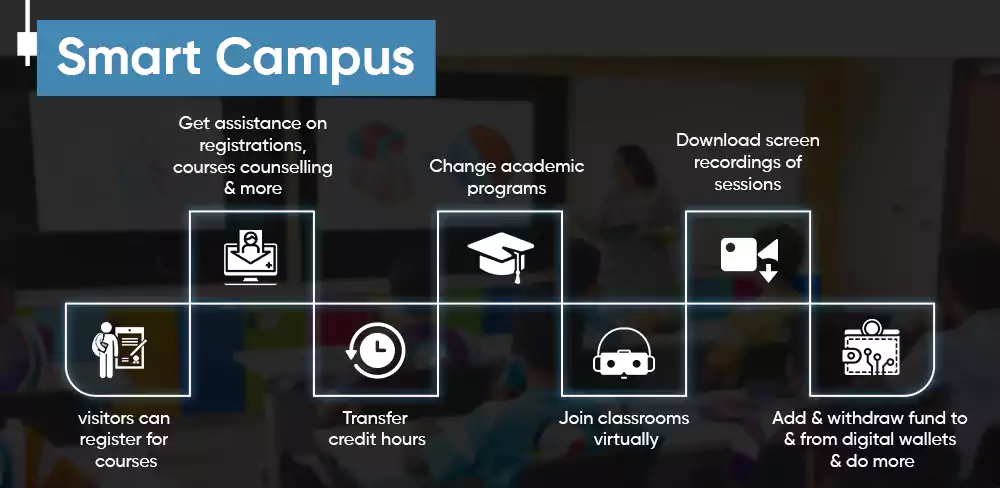 Smart Campus
Get assistance on
registrations,
courses counselling
& more
Change academic
programs
Download screen
recordings of
sessions
visitors can
register for
courses
Transfer
credit hours
Join classrooms
virtually
Add & withdraw fund to
& from digital wallets
& do more